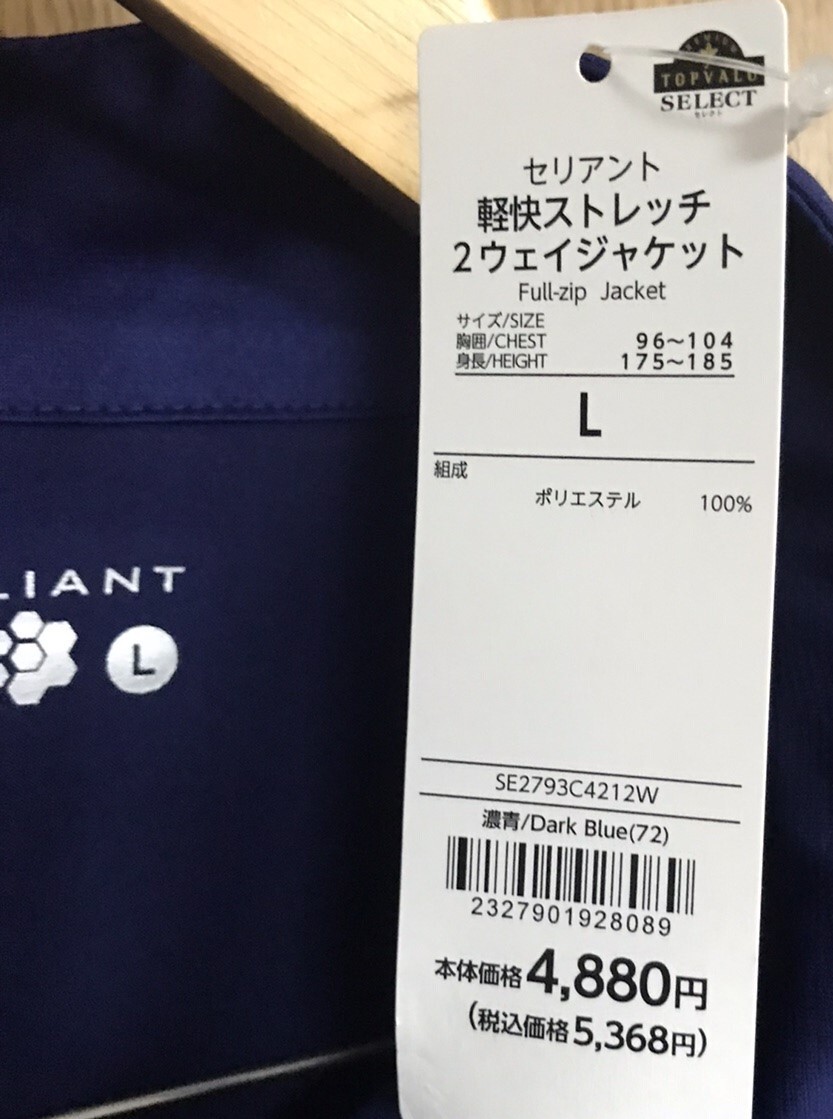 PREMIUM
TOPVALU
SELECT
セレクト
セリアント
軽快ストレッチ
2ウェイジャケット
Full-zip Jacket
サイズ/SIZE
胸囲/CHEST 96～104
身長/HEIGHT 175～185
L
組成
ポリエステル 100%
SE2793C4212W
濃青/Dark Blue(72)
2327901928089
本体価格4,880円
(税込価格5,368円)
LIANT
L